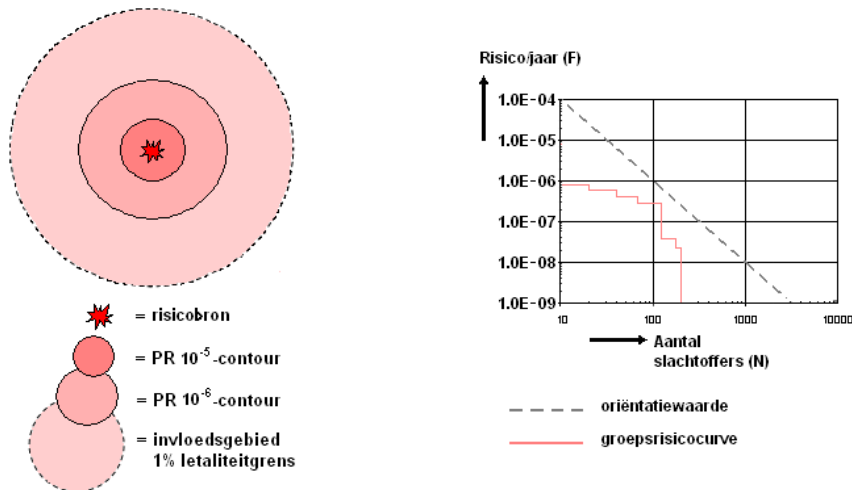 = risicobron
= PR 10⁻⁵-contour
= PR 10⁻⁶-contour
= invloedsgebied
1% letaliteitgrens
Risico/jaar (F)
1.0E-04
1.0E-05
1.0E-06
1.0E-07
1.0E-08
1.0E-09
10 100 1000 10000
Aantal
slachtoffers (N)
oriëntatiewaarde
groepsrisicocurve